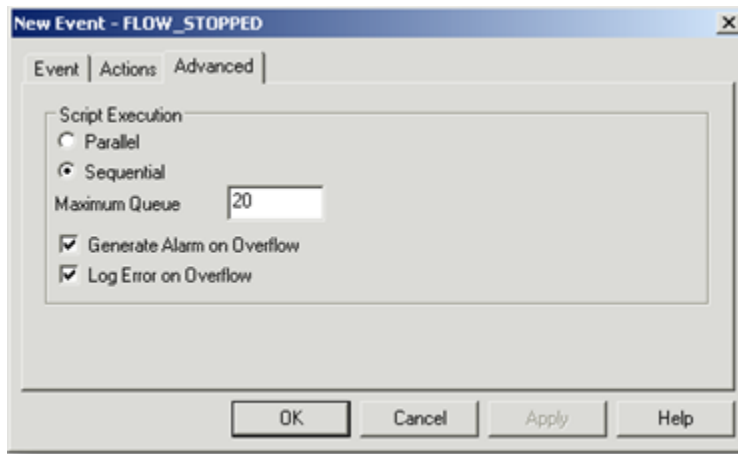 New Event - FLOW_STOPPED
Event Actions Advanced
Script Execution
Parallel
Sequential
Maximum Queue 20
Generate Alarm on Overflow
Log Error on Overflow
OK Cancel Apply Help